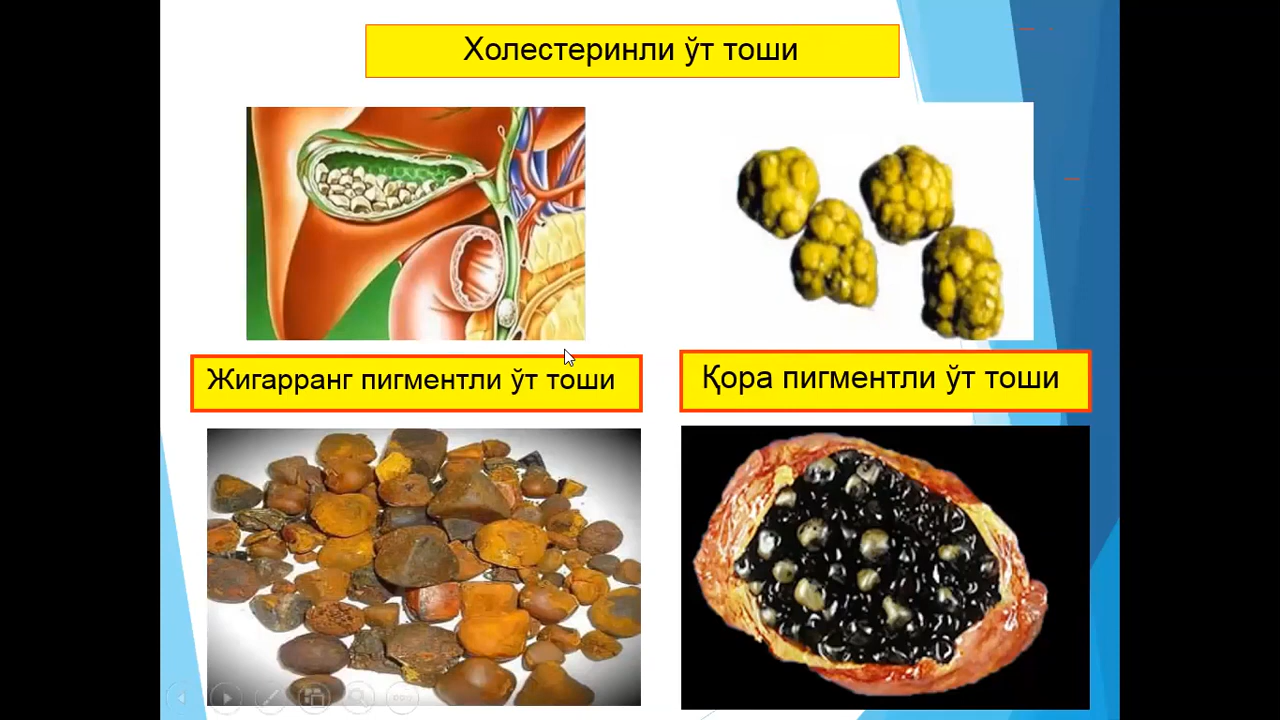 Холестеринли ўт тоши
Жигарранг пигментли ўт тоши
Қора пигментли ўт тоши